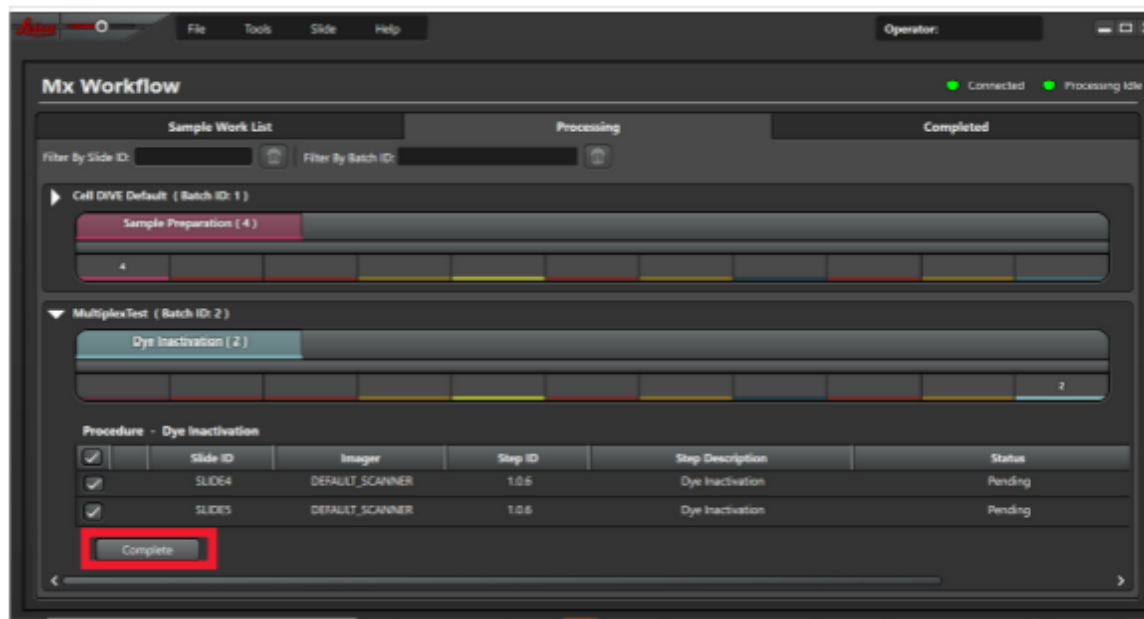 Leica File Tools Slide Help Operator:
Mx Workflow Connected Processing Idle
Sample Work List Processing Completed
Filter By Slide ID: Filter By Batch ID:
Cell DIVE Default ( Batch ID: 1 )
Sample Preparation ( 4 )
4
MultiplexTest ( Batch ID: 2 )
Dye Inactivation ( 2 )
2
Procedure - Dye Inactivation
Slide ID Imager Step ID Step Description Status
SLIDE4 DEFAULT_SCANNER 1.0.6 Dye Inactivation Pending
SLIDE5 DEFAULT_SCANNER 1.0.6 Dye Inactivation Pending
Complete